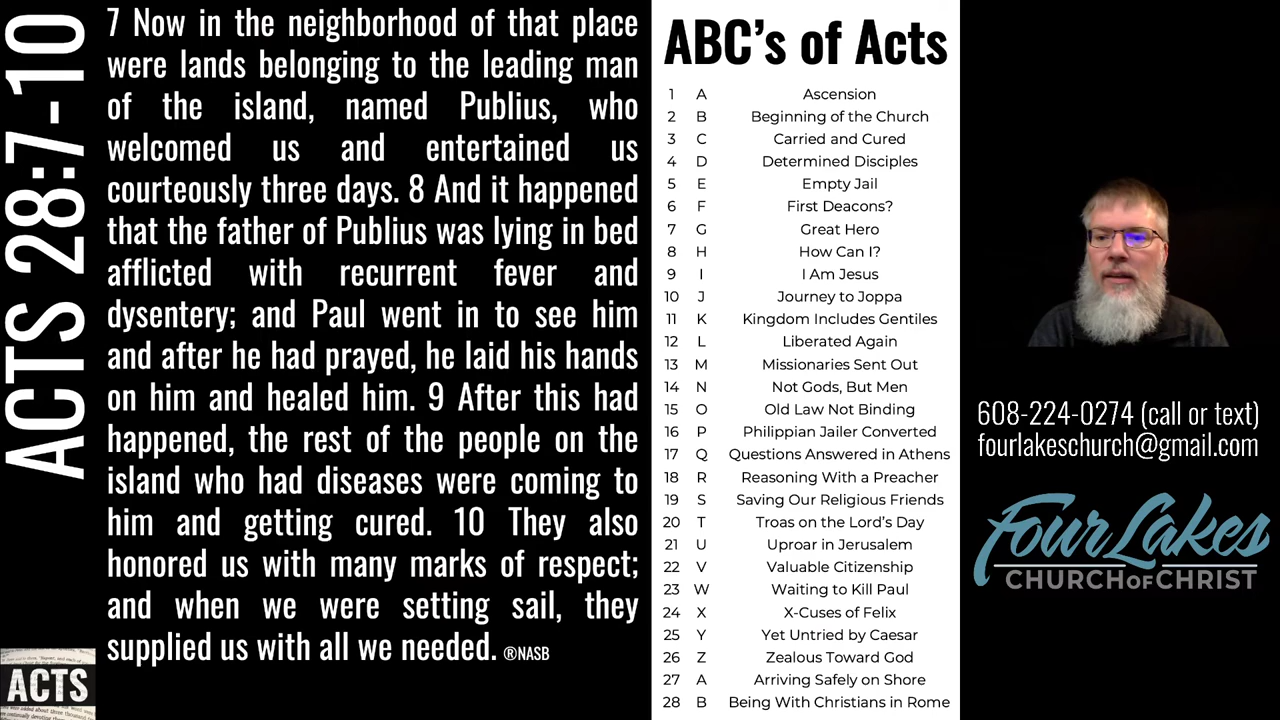 ACTS 28:7-10
7 Now in the neighborhood of that place
were lands belonging to the leading man
of the island, named Publius, who
welcomed us and entertained us
courteously three days. 8 And it happened
that the father of Publius was lying in bed
afflicted with recurrent fever and
dysentery; and Paul went in to see him
and after he had prayed, he laid his hands
on him and healed him. 9 After this had
happened, the rest of the people on the
island who had diseases were coming to
him and getting cured. 10 They also
honored us with many marks of respect;
and when we were setting sail, they
supplied us with all we needed. ®NASB
ACTS
ABC's of Acts
1 A Ascension
2 B Beginning of the Church
3 C Carried and Cured
4 D Determined Disciples
5 E Empty Jail
6 F First Deacons?
7 G Great Hero
8 H How Can I?
9 I I Am Jesus
10 J Journey to Joppa
11 K Kingdom Includes Gentiles
12 L Liberated Again
13 M Missionaries Sent Out
14 N Not Gods, But Men
15 O Old Law Not Binding
16 P Philippian Jailer Converted
17 Q Questions Answered in Athens
18 R Reasoning With a Preacher
19 S Saving Our Religious Friends
20 T Troas on the Lord's Day
21 U Uproar in Jerusalem
22 V Valuable Citizenship
23 W Waiting to Kill Paul
24 X X-Cuses of Felix
25 Y Yet Untried by Caesar
26 Z Zealous Toward God
27 A Arriving Safely on Shore
28 B Being With Christians in Rome
608-224-0274 (call or text)
fourlakeschurch@gmail.com
Four Lakes
CHURCH OF CHRIST